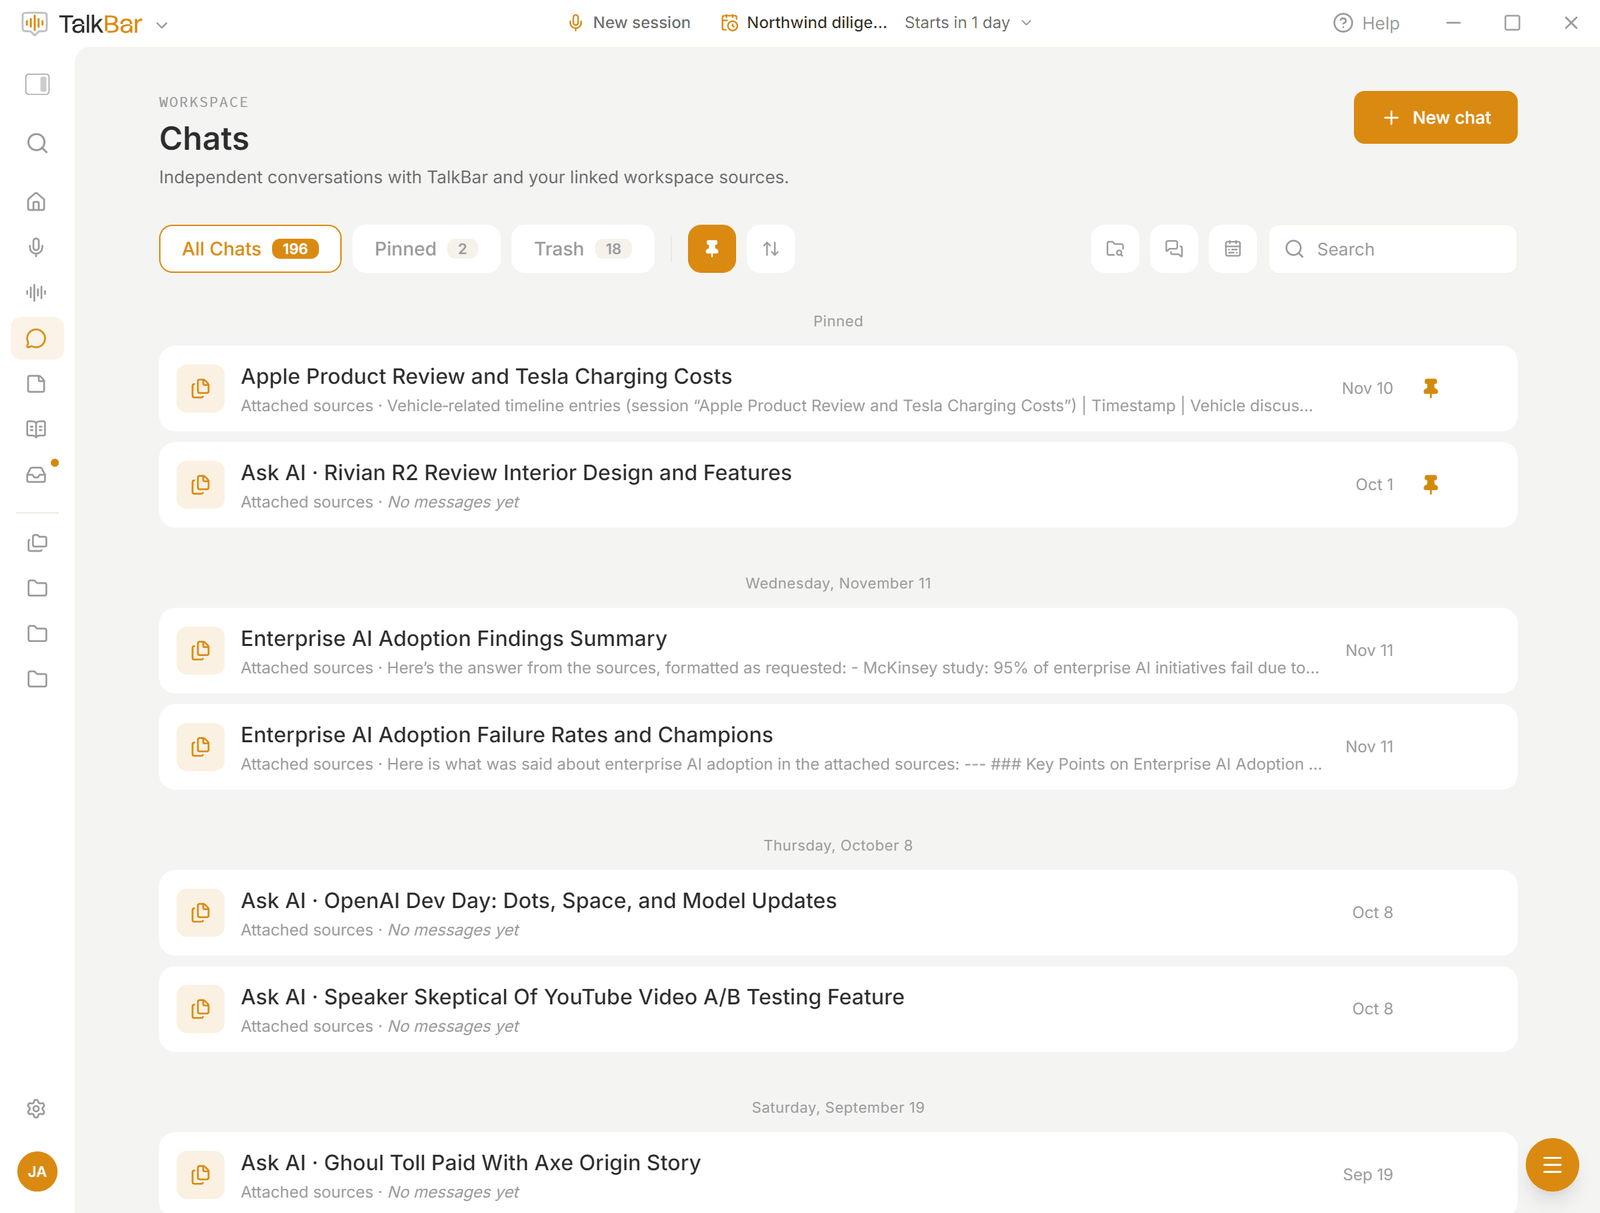 TalkBar
New session
Northwind dilige...
Starts in 1 day
Help
WORKSPACE
Chats
Independent conversations with TalkBar and your linked workspace sources.
New chat
All Chats 196
Pinned 2
Trash 18
Search
Pinned
Apple Product Review and Tesla Charging Costs
Attached sources · Vehicle-related timeline entries (session “Apple Product Review and Tesla Charging Costs”) | Timestamp | Vehicle discus...
Nov 10
Ask AI · Rivian R2 Review Interior Design and Features
Attached sources · No messages yet
Oct 1
Wednesday, November 11
Enterprise AI Adoption Findings Summary
Attached sources · Here’s the answer from the sources, formatted as requested: - McKinsey study: 95% of enterprise AI initiatives fail due to...
Nov 11
Enterprise AI Adoption Failure Rates and Champions
Attached sources · Here is what was said about enterprise AI adoption in the attached sources: --- ### Key Points on Enterprise AI Adoption ...
Nov 11
Thursday, October 8
Ask AI · OpenAI Dev Day: Dots, Space, and Model Updates
Attached sources · No messages yet
Oct 8
Ask AI · Speaker Skeptical Of YouTube Video A/B Testing Feature
Attached sources · No messages yet
Oct 8
Saturday, September 19
Ask AI · Ghoul Toll Paid With Axe Origin Story
Attached sources · No messages yet
Sep 19
JA